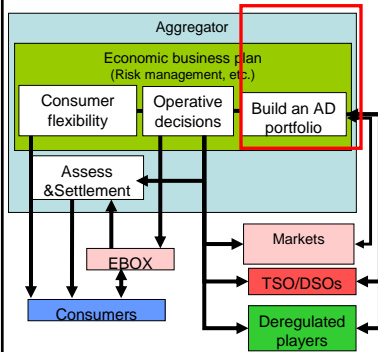 Aggregator
Economic business plan
(Risk management, etc.)
Consumer
flexibility
Operative
decisions
Build an AD
portfolio
Assess
&Settlement
Markets
EBOX
TSO/DSOs
Consumers
Deregulated
players